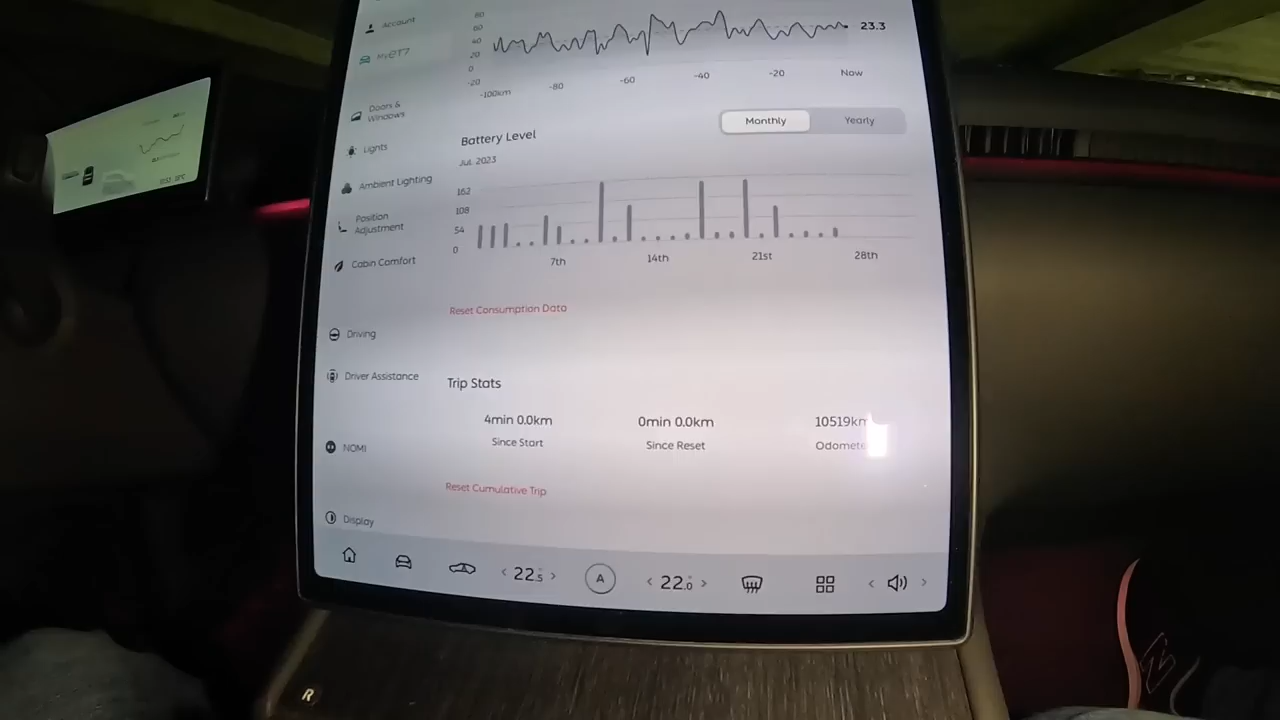 Account
80
60
40
20
0
-20
23.3
-100km
-80
-60
-40
-20
Now
My ET7
Doors &
Windows
Lights
Ambient Lighting
Position
Adjustment
Cabin Comfort
Driving
Driver Assistance
NOMI
Display
Battery Level
Monthly
Yearly
Jul. 2023
162
108
54
0
7th
14th
21st
28th
Reset Consumption Data
Trip Stats
4min 0.0km
0min 0.0km
10519km
Since Start
Since Reset
Reset Cumulative Trip
22.5
A
22.0
R